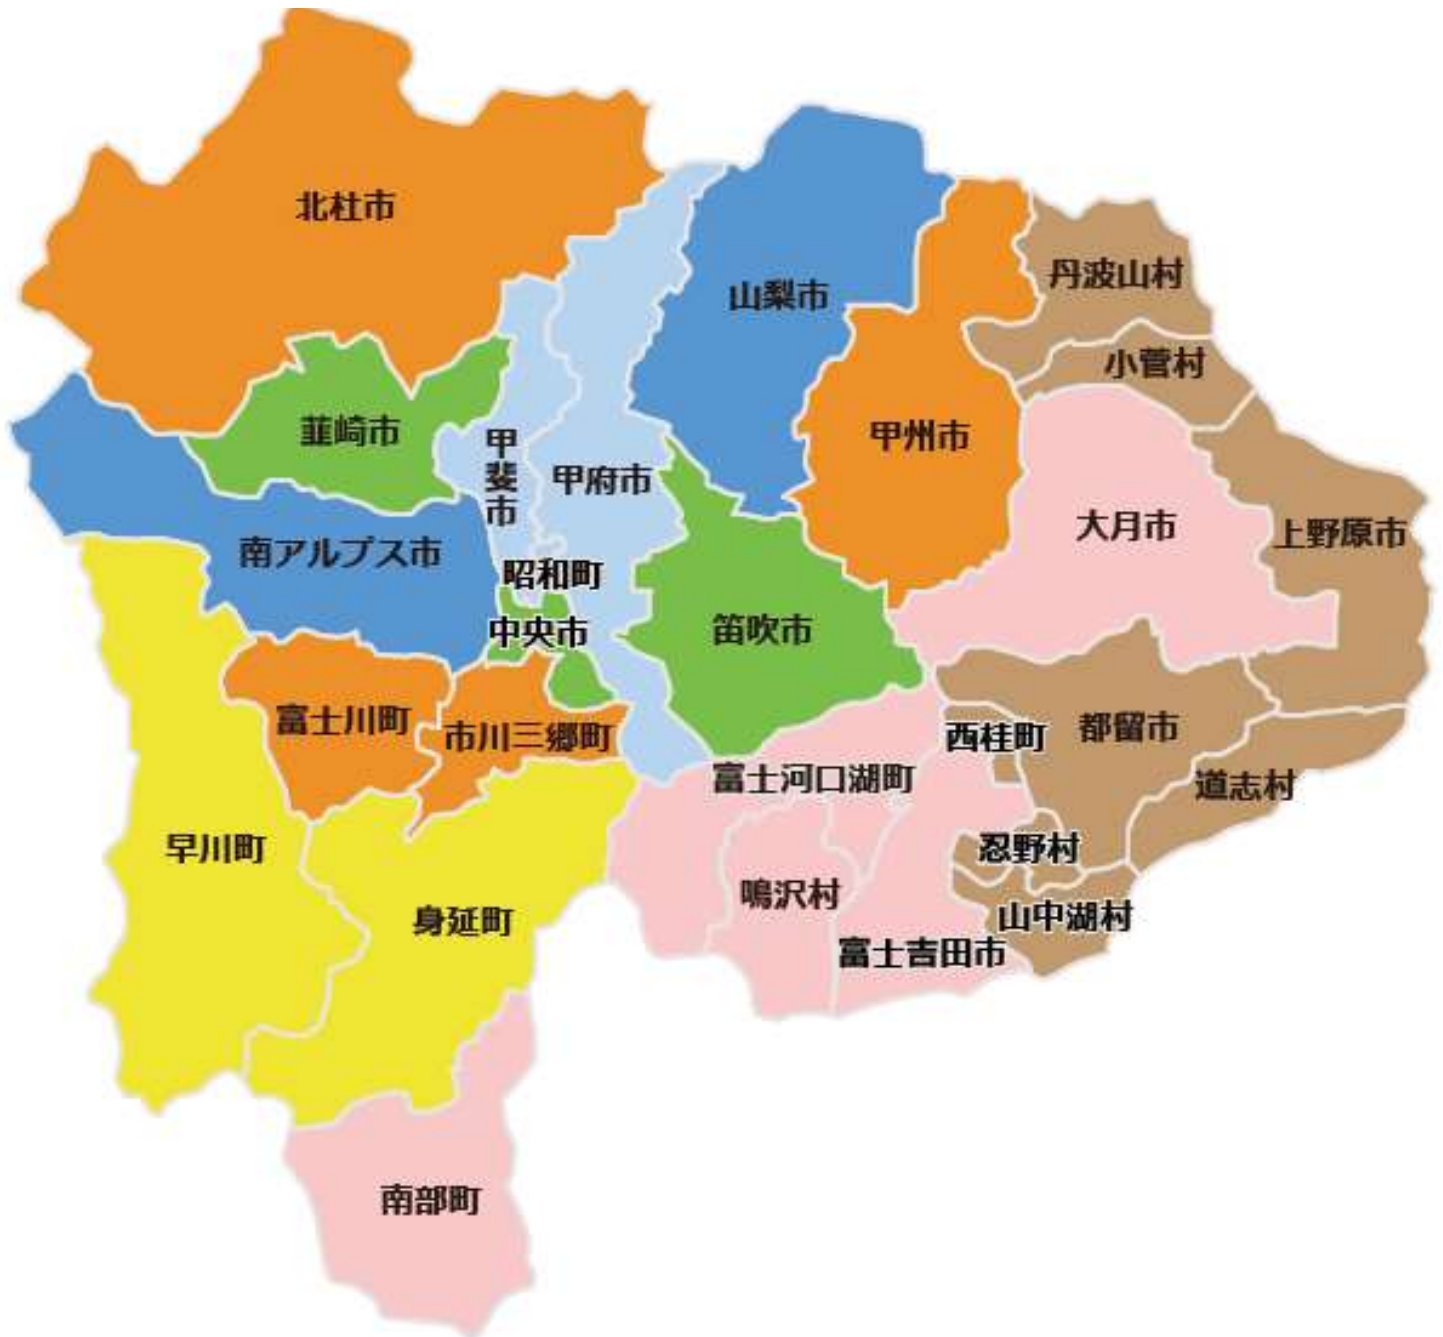 北杜市
丹波山村
山梨市
小菅村
韮崎市
甲斐市
甲府市
甲州市
大月市
上野原市
南アルプス市
昭和町
中央市
笛吹市
富士川町
市川三郷町
西桂町
都留市
富士河口湖町
道志村
早川町
忍野村
鳴沢村
身延町
山中湖村
富士吉田市
南部町